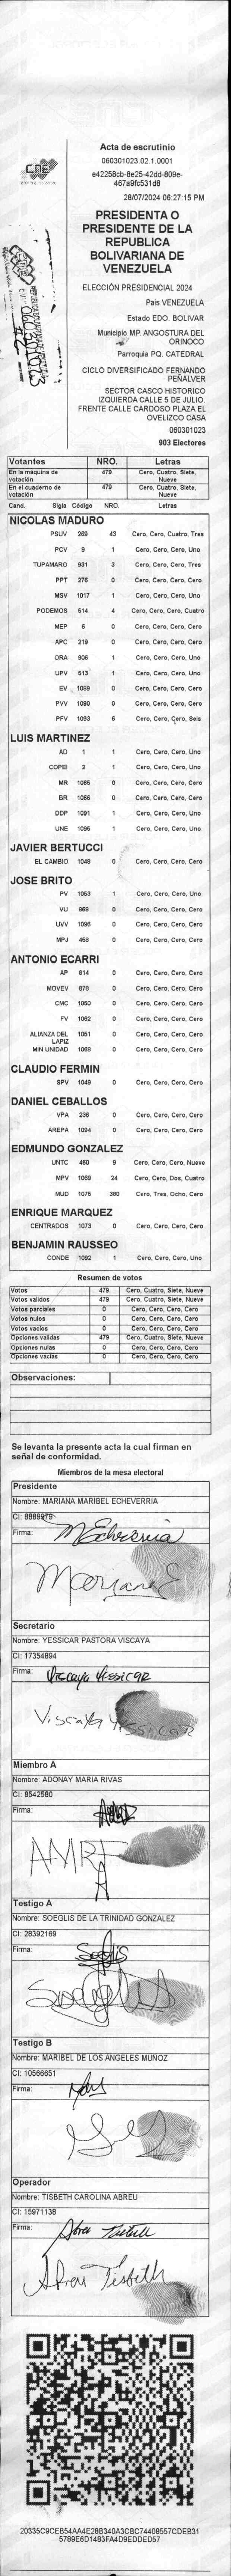 Acta de escrutinio
060301023.02.1.0001
e42258cb-8e25-42dd-809e-
467a9fc531d8
28/07/2024 06:27:15 PM
CNE
PRESIDENTA O
PRESIDENTE DE LA
REPUBLICA
BOLIVARIANA DE
VENEZUELA
ELECCIÓN PRESIDENCIAL 2024
Pais VENEZUELA
Estado EDO. BOLIVAR
Municipio MP. ANGOSTURA DEL
ORINOCO
Parroquia PQ. CATEDRAL
CICLO DIVERSIFICADO FERNANDO
PEÑALVER
SECTOR CASCO HISTORICO
IZQUIERDA CALLE 5 DE JULIO.
FRENTE CALLE CARDOSO PLAZA EL
OVELIZCO CASA
060301023
903 Electores
Votantes NRO. Letras
En la máquina de votación 479 Cero, Cuatro, Siete, Nueve
En el cuaderno de votación 479 Cero, Cuatro, Siete, Nueve
Cand. Sigla Código NRO. Letras
NICOLAS MADURO
PSUV 269 43 Cero, Cero, Cuatro, Tres
PCV 9 1 Cero, Cero, Cero, Uno
TUPAMARO 931 3 Cero, Cero, Cero, Tres
PPT 276 0 Cero, Cero, Cero, Cero
MSV 1017 1 Cero, Cero, Cero, Uno
PODEMOS 514 4 Cero, Cero, Cero, Cuatro
MEP 6 0 Cero, Cero, Cero, Cero
APC 219 0 Cero, Cero, Cero, Cero
ORA 906 1 Cero, Cero, Cero, Uno
UPV 513 1 Cero, Cero, Cero, Uno
EV 1089 0 Cero, Cero, Cero, Cero
PVV 1090 0 Cero, Cero, Cero, Cero
PFV 1093 6 Cero, Cero, Cero, Seis
LUIS MARTINEZ
AD 1 1 Cero, Cero, Cero, Uno
COPEI 2 1 Cero, Cero, Cero, Uno
MR 1065 0 Cero, Cero, Cero, Cero
BR 1066 0 Cero, Cero, Cero, Cero
DDP 1091 1 Cero, Cero, Cero, Uno
UNE 1095 1 Cero, Cero, Cero, Uno
JAVIER BERTUCCI
EL CAMBIO 1048 0 Cero, Cero, Cero, Cero
JOSE BRITO
PV 1053 1 Cero, Cero, Cero, Uno
VU 869 0 Cero, Cero, Cero, Cero
UVV 1096 0 Cero, Cero, Cero, Cero
MPJ 458 0 Cero, Cero, Cero, Cero
ANTONIO ECARRI
AP 814 0 Cero, Cero, Cero, Cero
MOVEV 878 0 Cero, Cero, Cero, Cero
CMC 1050 0 Cero, Cero, Cero, Cero
FV 1062 0 Cero, Cero, Cero, Cero
ALIANZA DEL LAPIZ 1051 0 Cero, Cero, Cero, Cero
MIN UNIDAD 1068 0 Cero, Cero, Cero, Cero
CLAUDIO FERMIN
SPV 1049 0 Cero, Cero, Cero, Cero
DANIEL CEBALLOS
VPA 236 0 Cero, Cero, Cero, Cero
AREPA 1094 0 Cero, Cero, Cero, Cero
EDMUNDO GONZALEZ
UNTC 460 9 Cero, Cero, Cero, Nueve
MPV 1069 24 Cero, Cero, Dos, Cuatro
MUD 1075 380 Cero, Tres, Ocho, Cero
ENRIQUE MARQUEZ
CENTRADOS 1073 0 Cero, Cero, Cero, Cero
BENJAMIN RAUSSEO
CONDE 1092 1 Cero, Cero, Cero, Uno
Resumen de votos
Votos 479 Cero, Cuatro, Siete, Nueve
Votos validos 479 Cero, Cuatro, Siete, Nueve
Votos parciales 0 Cero, Cero, Cero, Cero
Votos nulos 0 Cero, Cero, Cero, Cero
Votos vacíos 0 Cero, Cero, Cero, Cero
Opciones validas 479 Cero, Cuatro, Siete, Nueve
Opciones nulas 0 Cero, Cero, Cero, Cero
Opciones vacías 0 Cero, Cero, Cero, Cero
Observaciones:
Se levanta la presente acta la cual firman en
señal de conformidad.
Miembros de la mesa electoral
Presidente
Nombre: MARIANA MARIBEL ECHEVERRIA
CI: 8889979
Firma: M Echeverria
Mariana E
Secretario
Nombre: YESSICAR PASTORA VISCAYA
CI: 17354894
Firma: Viscaya Yessicar
Viscaya Yessicar
Miembro A
Nombre: ADONAY MARIA RIVAS
CI: 8542580
Firma:
AMR
Testigo A
Nombre: SOEGLIS DE LA TRINIDAD GONZALEZ
CI: 28392169
Firma: Soeglis
Soeglis
Testigo B
Nombre: MARIBEL DE LOS ANGELES MUÑOZ
CI: 10566651
Firma:
Operador
Nombre: TISBETH CAROLINA ABREU
CI: 15971138
Firma: Abreu Tisbeth
Abreu Tisbeth
20335C9CEB54AA4E28B340A3CBC74408557CDEB31
5789E6D1483FA4D9EDDED57